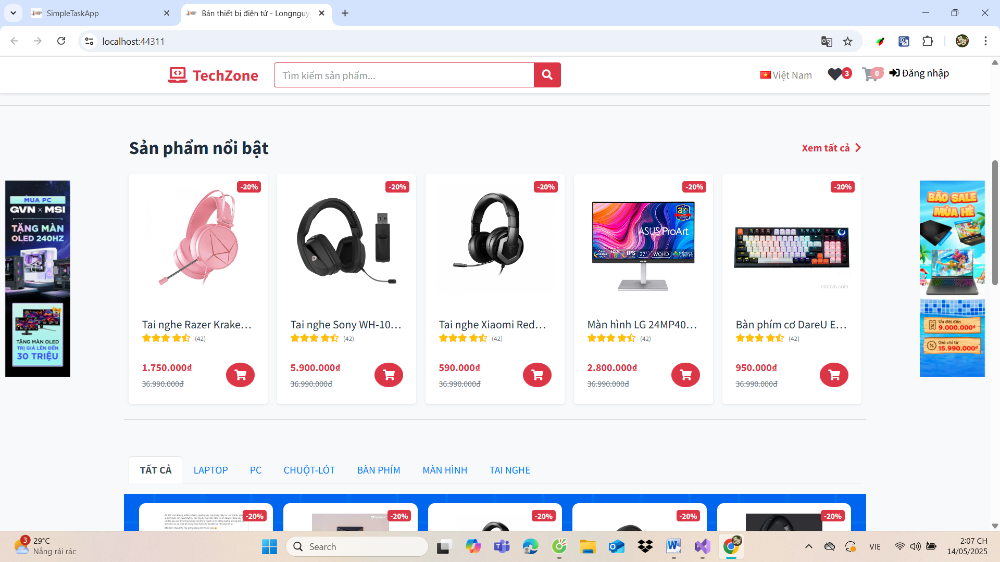 SimpleTaskApp
Bán thiết bị điện tử - Longnguy
localhost:44311
TechZone
Tìm kiếm sản phẩm...
Việt Nam
3
0
Đăng nhập
Sản phẩm nổi bật
Xem tất cả
MUA PC
GVN × MSI
TẶNG MÀN
OLED 240HZ
TẶNG MÀN OLED
TRỊ GIÁ LÊN ĐẾN
30 TRIỆU
-20%
Tai nghe Razer Krake...
(42)
1.750.000₫
36.990.000đ
-20%
Tai nghe Sony WH-10...
(42)
5.900.000₫
36.990.000đ
-20%
Tai nghe Xiaomi Red...
(42)
590.000₫
36.990.000đ
-20%
ASUS ProArt
IPS 27" WQHD
Màn hình LG 24MP40...
(42)
2.800.000₫
36.990.000đ
-20%
edravn.com
Bàn phím cơ DareU E...
(42)
950.000₫
36.990.000đ
BÃO SALE
MÙA HÈ
Ưu đãi đến
9.000.000đ
Giá chỉ từ
15.990.000đ
TẤT CẢ
LAPTOP
PC
CHUỘT-LÓT
BÀN PHÍM
MÀN HÌNH
TAI NGHE
-20%
-20%
-20%
-20%
-20%
3
29°C
Nắng rải rác
Search
VIE
2:07 CH
14/05/2025